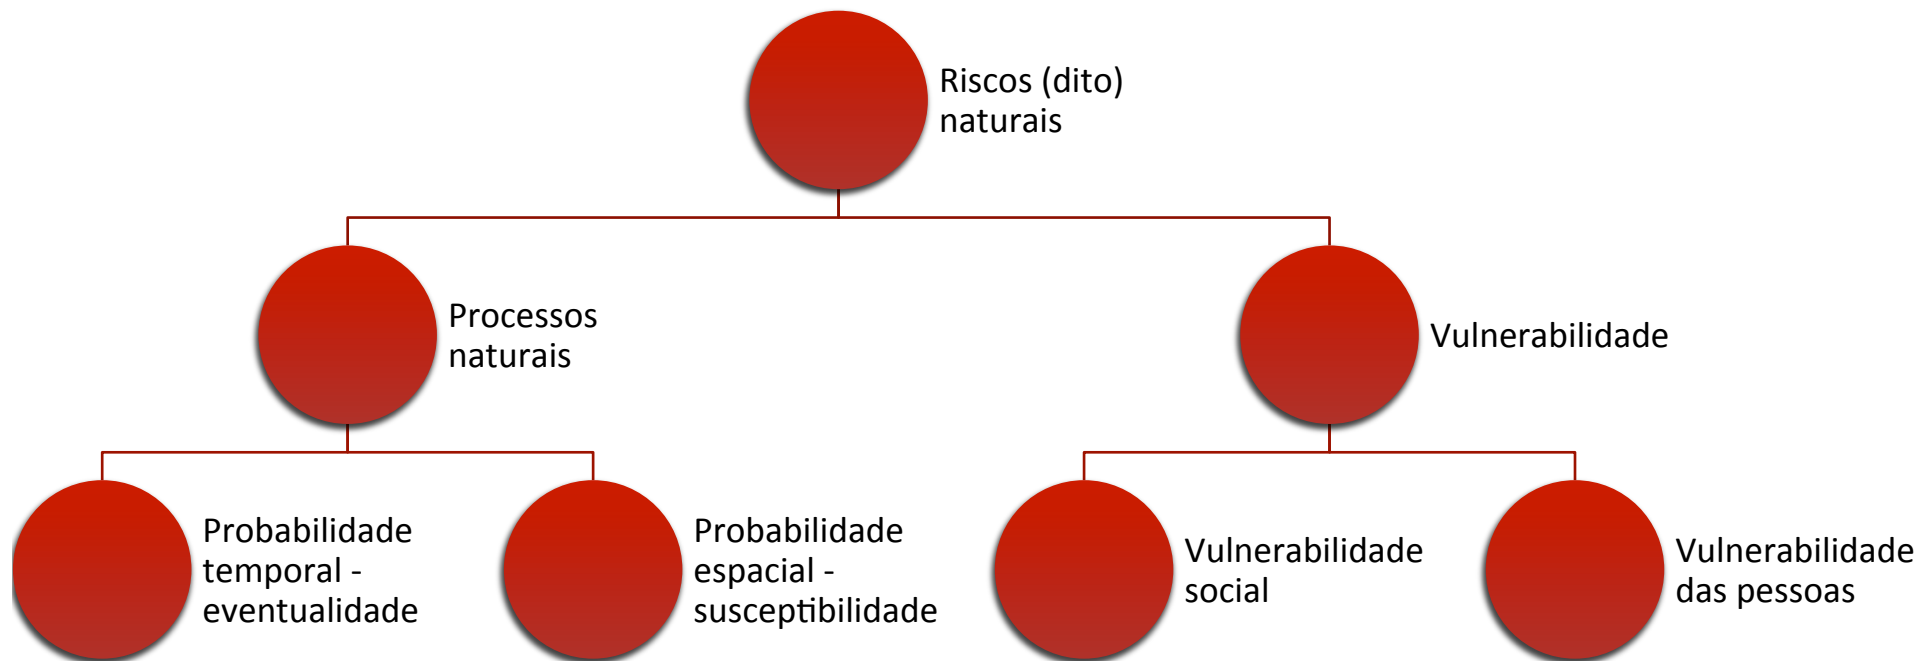 Riscos (dito)
naturais
Processos
naturais
Vulnerabilidade
Probabilidade
temporal -
eventualidade
Probabilidade
espacial -
susceptibilidade
Vulnerabilidade
social
Vulnerabilidade
das pessoas